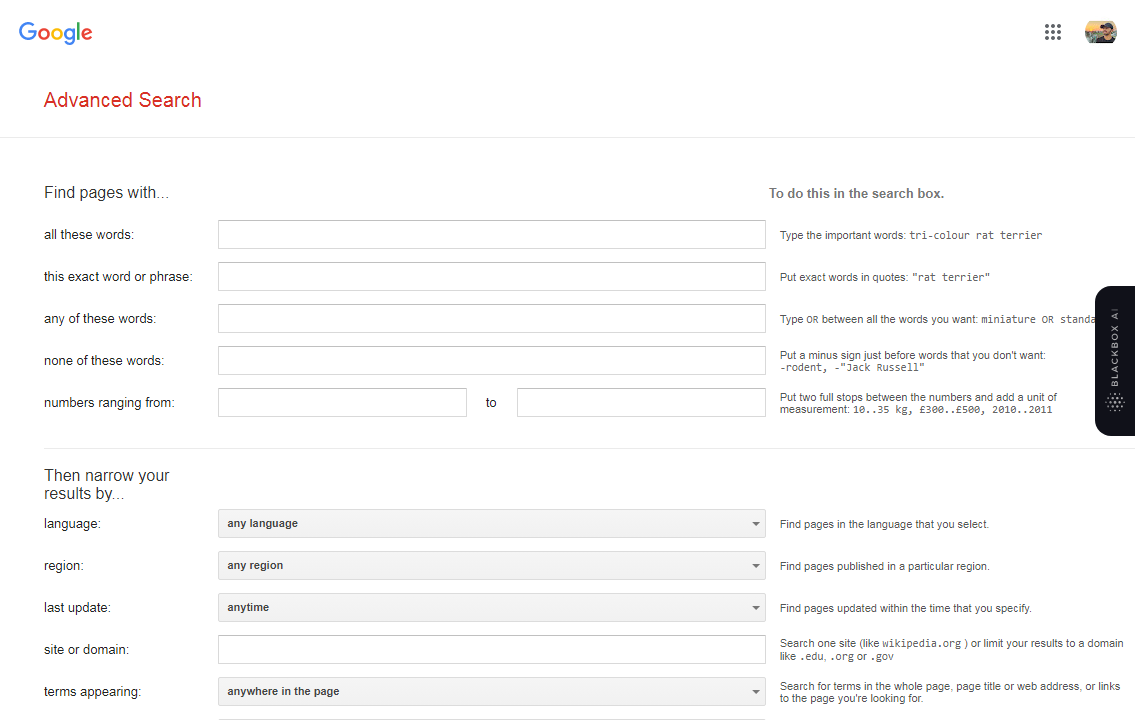 Google
Advanced Search
Find pages with...
To do this in the search box.
all these words:
Type the important words: tri-colour rat terrier
this exact word or phrase:
Put exact words in quotes: "rat terrier"
any of these words:
Type OR between all the words you want: miniature OR standa
none of these words:
Put a minus sign just before words that you don't want:
-rodent, -"Jack Russell"
numbers ranging from:
to
Put two full stops between the numbers and add a unit of
measurement: 10..35 kg, £300..£500, 2010..2011
BLACKBOX AI
Then narrow your
results by...
language:
any language
Find pages in the language that you select.
region:
any region
Find pages published in a particular region.
last update:
anytime
Find pages updated within the time that you specify.
site or domain:
Search one site (like wikipedia.org ) or limit your results to a domain
like .edu, .org or .gov
terms appearing:
anywhere in the page
Search for terms in the whole page, page title or web address, or links
to the page you're looking for.